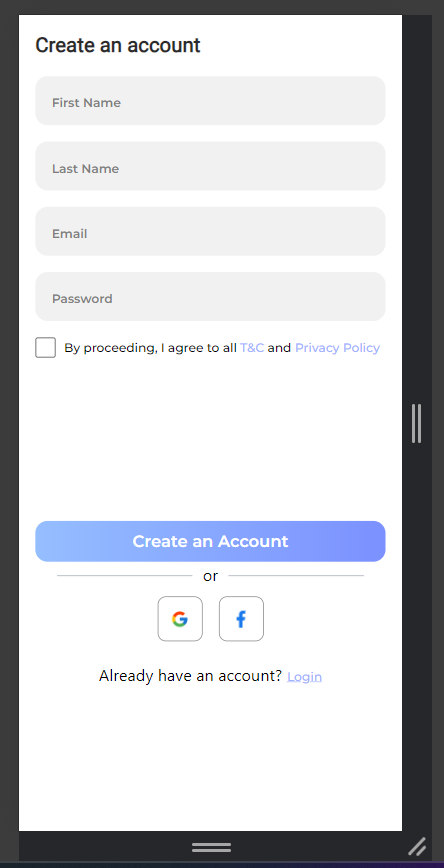 Create an account
First Name
Last Name
Email
Password
By proceeding, I agree to all T&C and Privacy Policy
Create an Account
or
Already have an account? Login